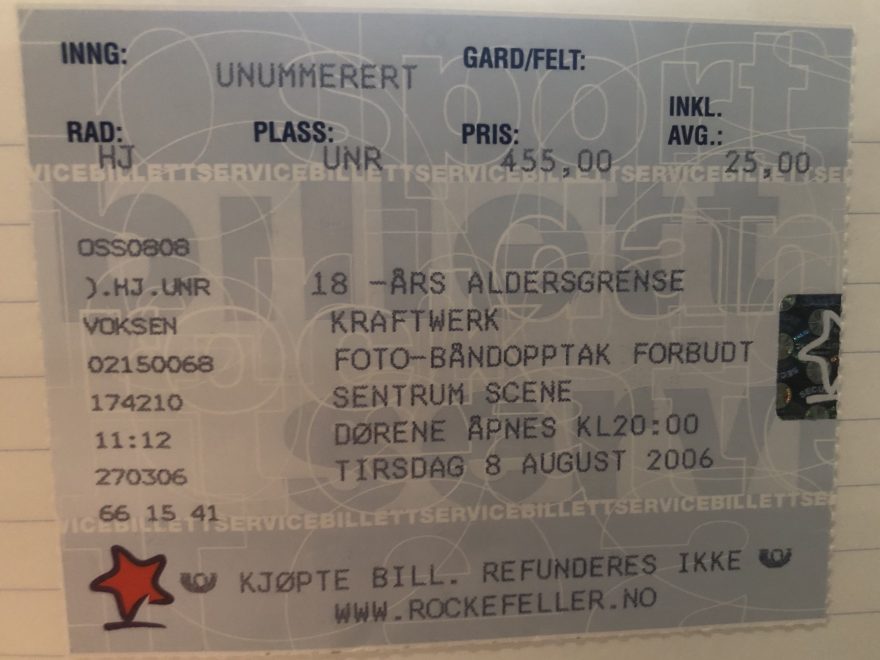 INNG: UNUMMERERT GARD/FELT:
RAD: PLASS: PRIS: INKL. AVG.:
HJ UNR 455,00 25,00
VICEBILLETTSERVICEBILLETTSERVICEBILLETTSERVICEBILLETTSE
OSS0808
).HJ.UNR 18 -ÅRS ALDERSGRENSE
VOKSEN KRAFTWERK
02150068 FOTO-BÅNDOPPTAK FORBUDT
174210 SENTRUM SCENE
11:12 DØRENE ÅPNES KL20:00
270306 TIRSDAG 8 AUGUST 2006
66 15 41
VICEBILLETTSERVICEBILLETTSERVICEBILLETTSERVICEBILLETTSE
KJØPTE BILL. REFUNDERES IKKE
WWW.ROCKEFELLER.NO